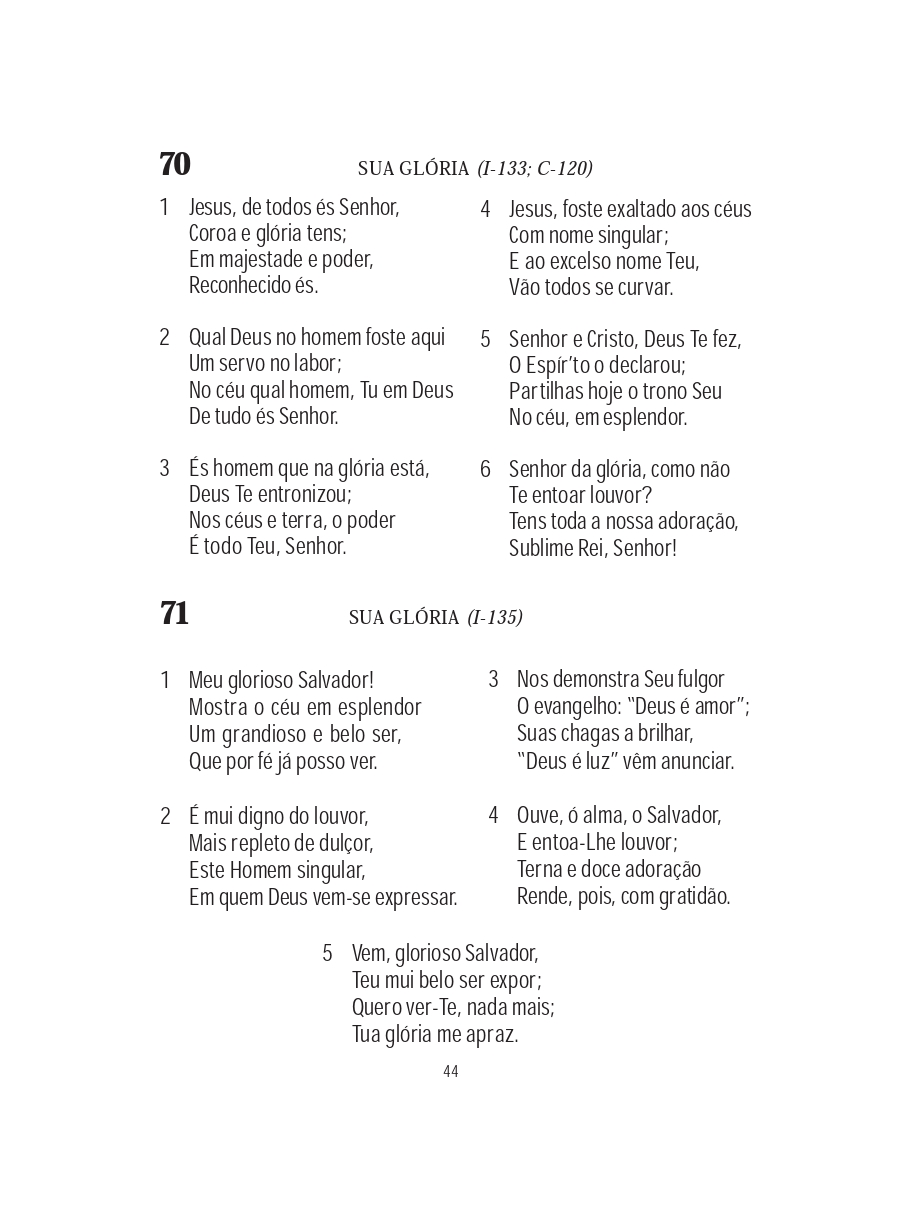 70
SUA GLÓRIA (I-133; C-120)
1 Jesus, de todos és Senhor,
Coroa e glória tens;
Em majestade e poder,
Reconhecido és.
2 Qual Deus no homem foste aqui
Um servo no labor;
No céu qual homem, Tu em Deus
De tudo és Senhor.
3 És homem que na glória está,
Deus Te entronizou;
Nos céus e terra, o poder
É todo Teu, Senhor.
4 Jesus, foste exaltado aos céus
Com nome singular;
E ao excelso nome Teu,
Vão todos se curvar.
5 Senhor e Cristo, Deus Te fez,
O Espír’to o declarou;
Partilhas hoje o trono Seu
No céu, em esplendor.
6 Senhor da glória, como não
Te entoar louvor?
Tens toda a nossa adoração,
Sublime Rei, Senhor!
71
SUA GLÓRIA (I-135)
1 Meu glorioso Salvador!
Mostra o céu em esplendor
Um grandioso e belo ser,
Que por fé já posso ver.
2 É mui digno do louvor,
Mais repleto de dulçor,
Este Homem singular,
Em quem Deus vem-se expressar.
3 Nos demonstra Seu fulgor
O evangelho: “Deus é amor”;
Suas chagas a brilhar,
“Deus é luz” vêm anunciar.
4 Ouve, ó alma, o Salvador,
E entoa-Lhe louvor;
Terna e doce adoração
Rende, pois, com gratidão.
5 Vem, glorioso Salvador,
Teu mui belo ser expor;
Quero ver-Te, nada mais;
Tua glória me apraz.
44